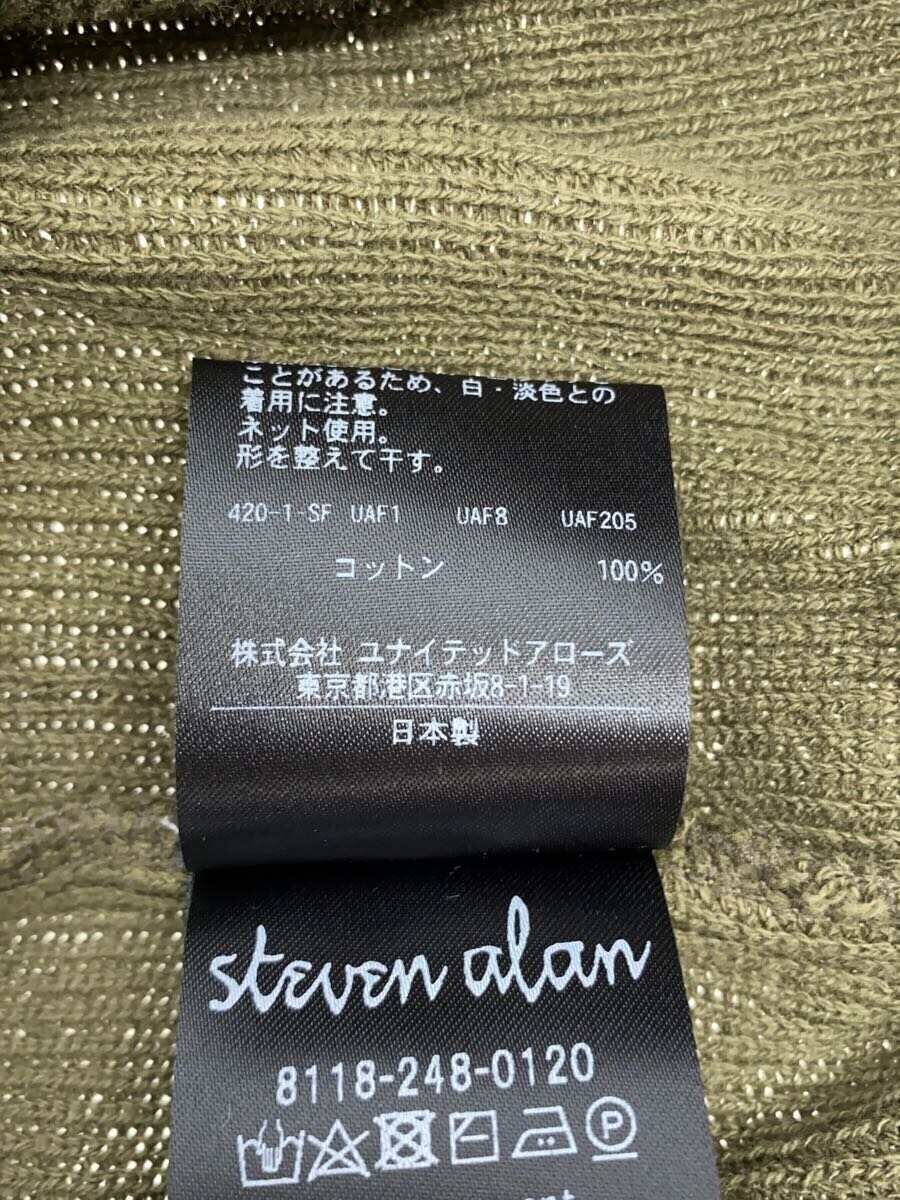 ことがあるため、白・淡色との
着用に注意。
ネット使用。
形を整えて干す。
420-1-SF UAF1 UAF8 UAF205
コットン 100%
株式会社 ユナイテッドアローズ
東京都港区赤坂8-1-19
日本製
steven alan
8118-248-0120
P